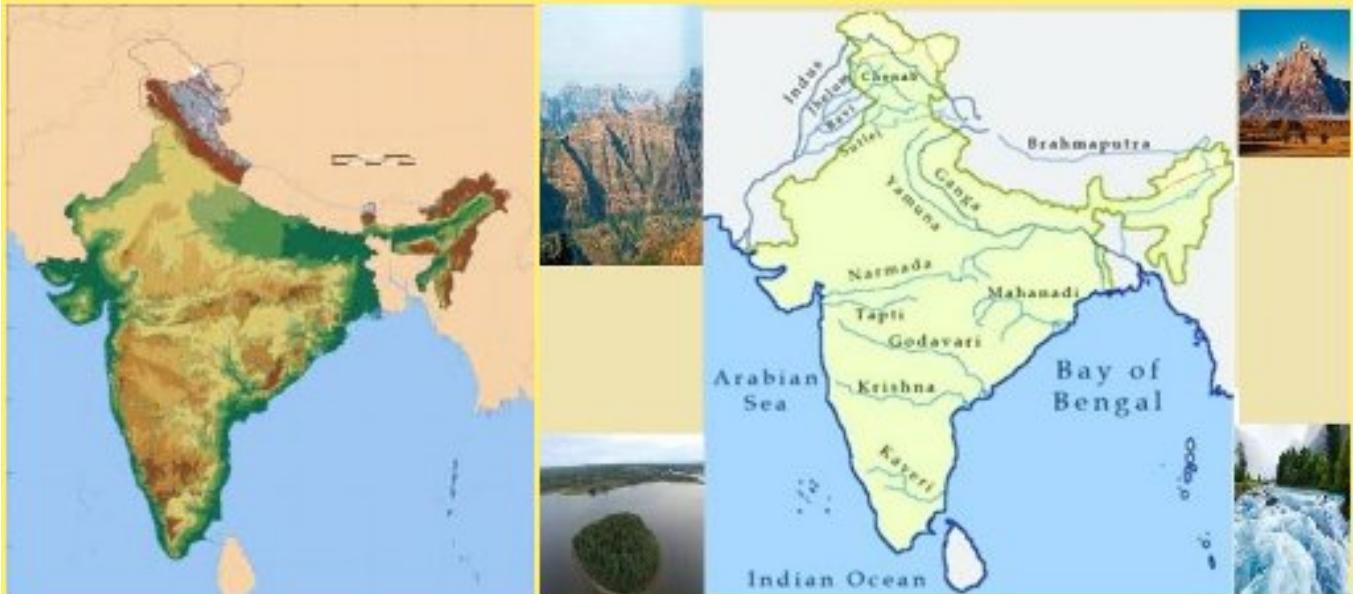 Indus
Chenab
Jhelum
Ravi
Sutlej
Brahmaputra
Ganga
Yamuna
Narmada
Mahanadi
Tapti
Godavari
Arabian
Sea
Krishna
Bay of
Bengal
Kaveri
Indian Ocean